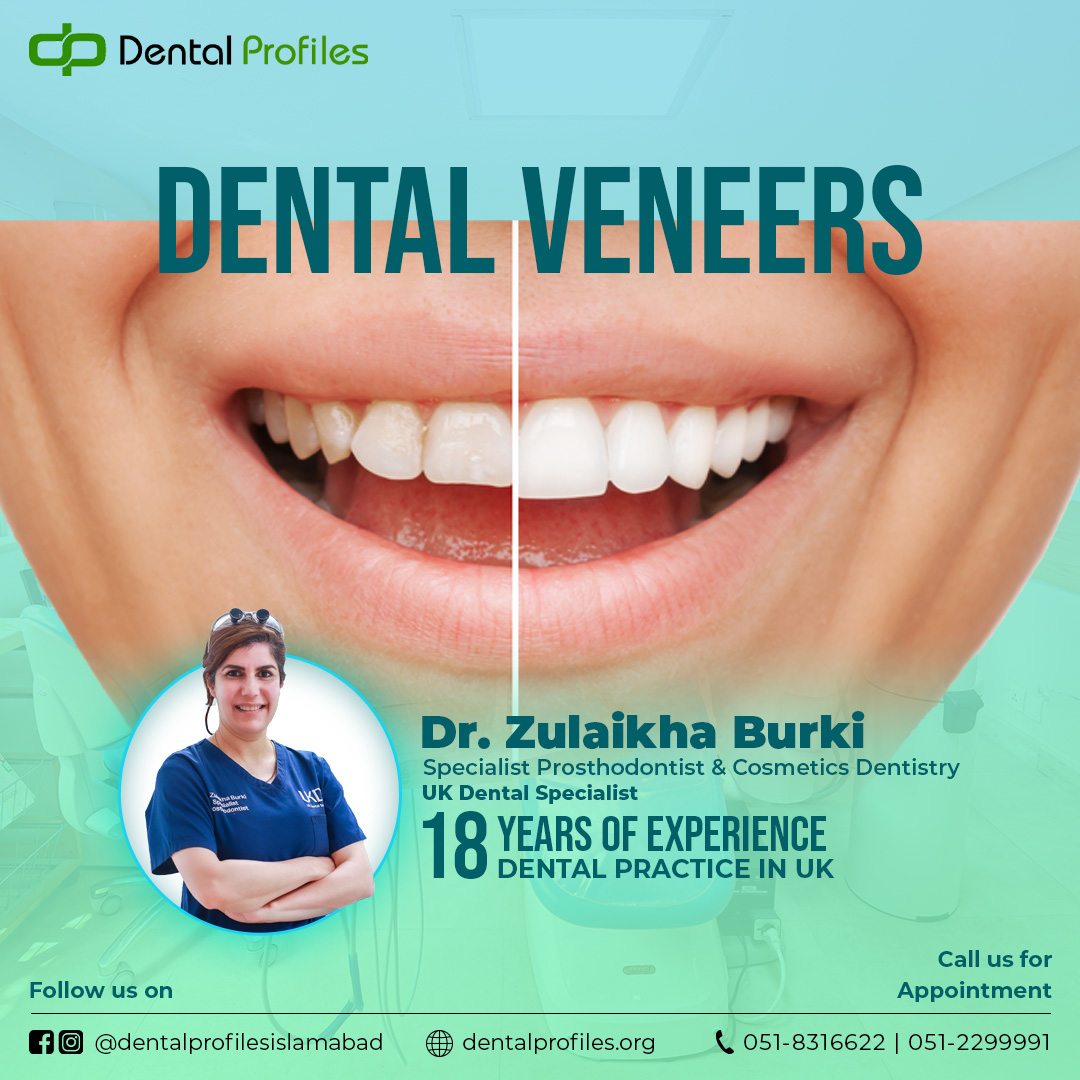 dp Dental Profiles
DENTAL VENEERS
Dr. Zulaikha Burki
Specialist Prosthodontist & Cosmetics Dentistry
UK Dental Specialist
18 YEARS OF EXPERIENCE
DENTAL PRACTICE IN UK
Follow us on
Call us for
Appointment
@dentalprofilesislamabad
dentalprofiles.org
051-8316622 | 051-2299991